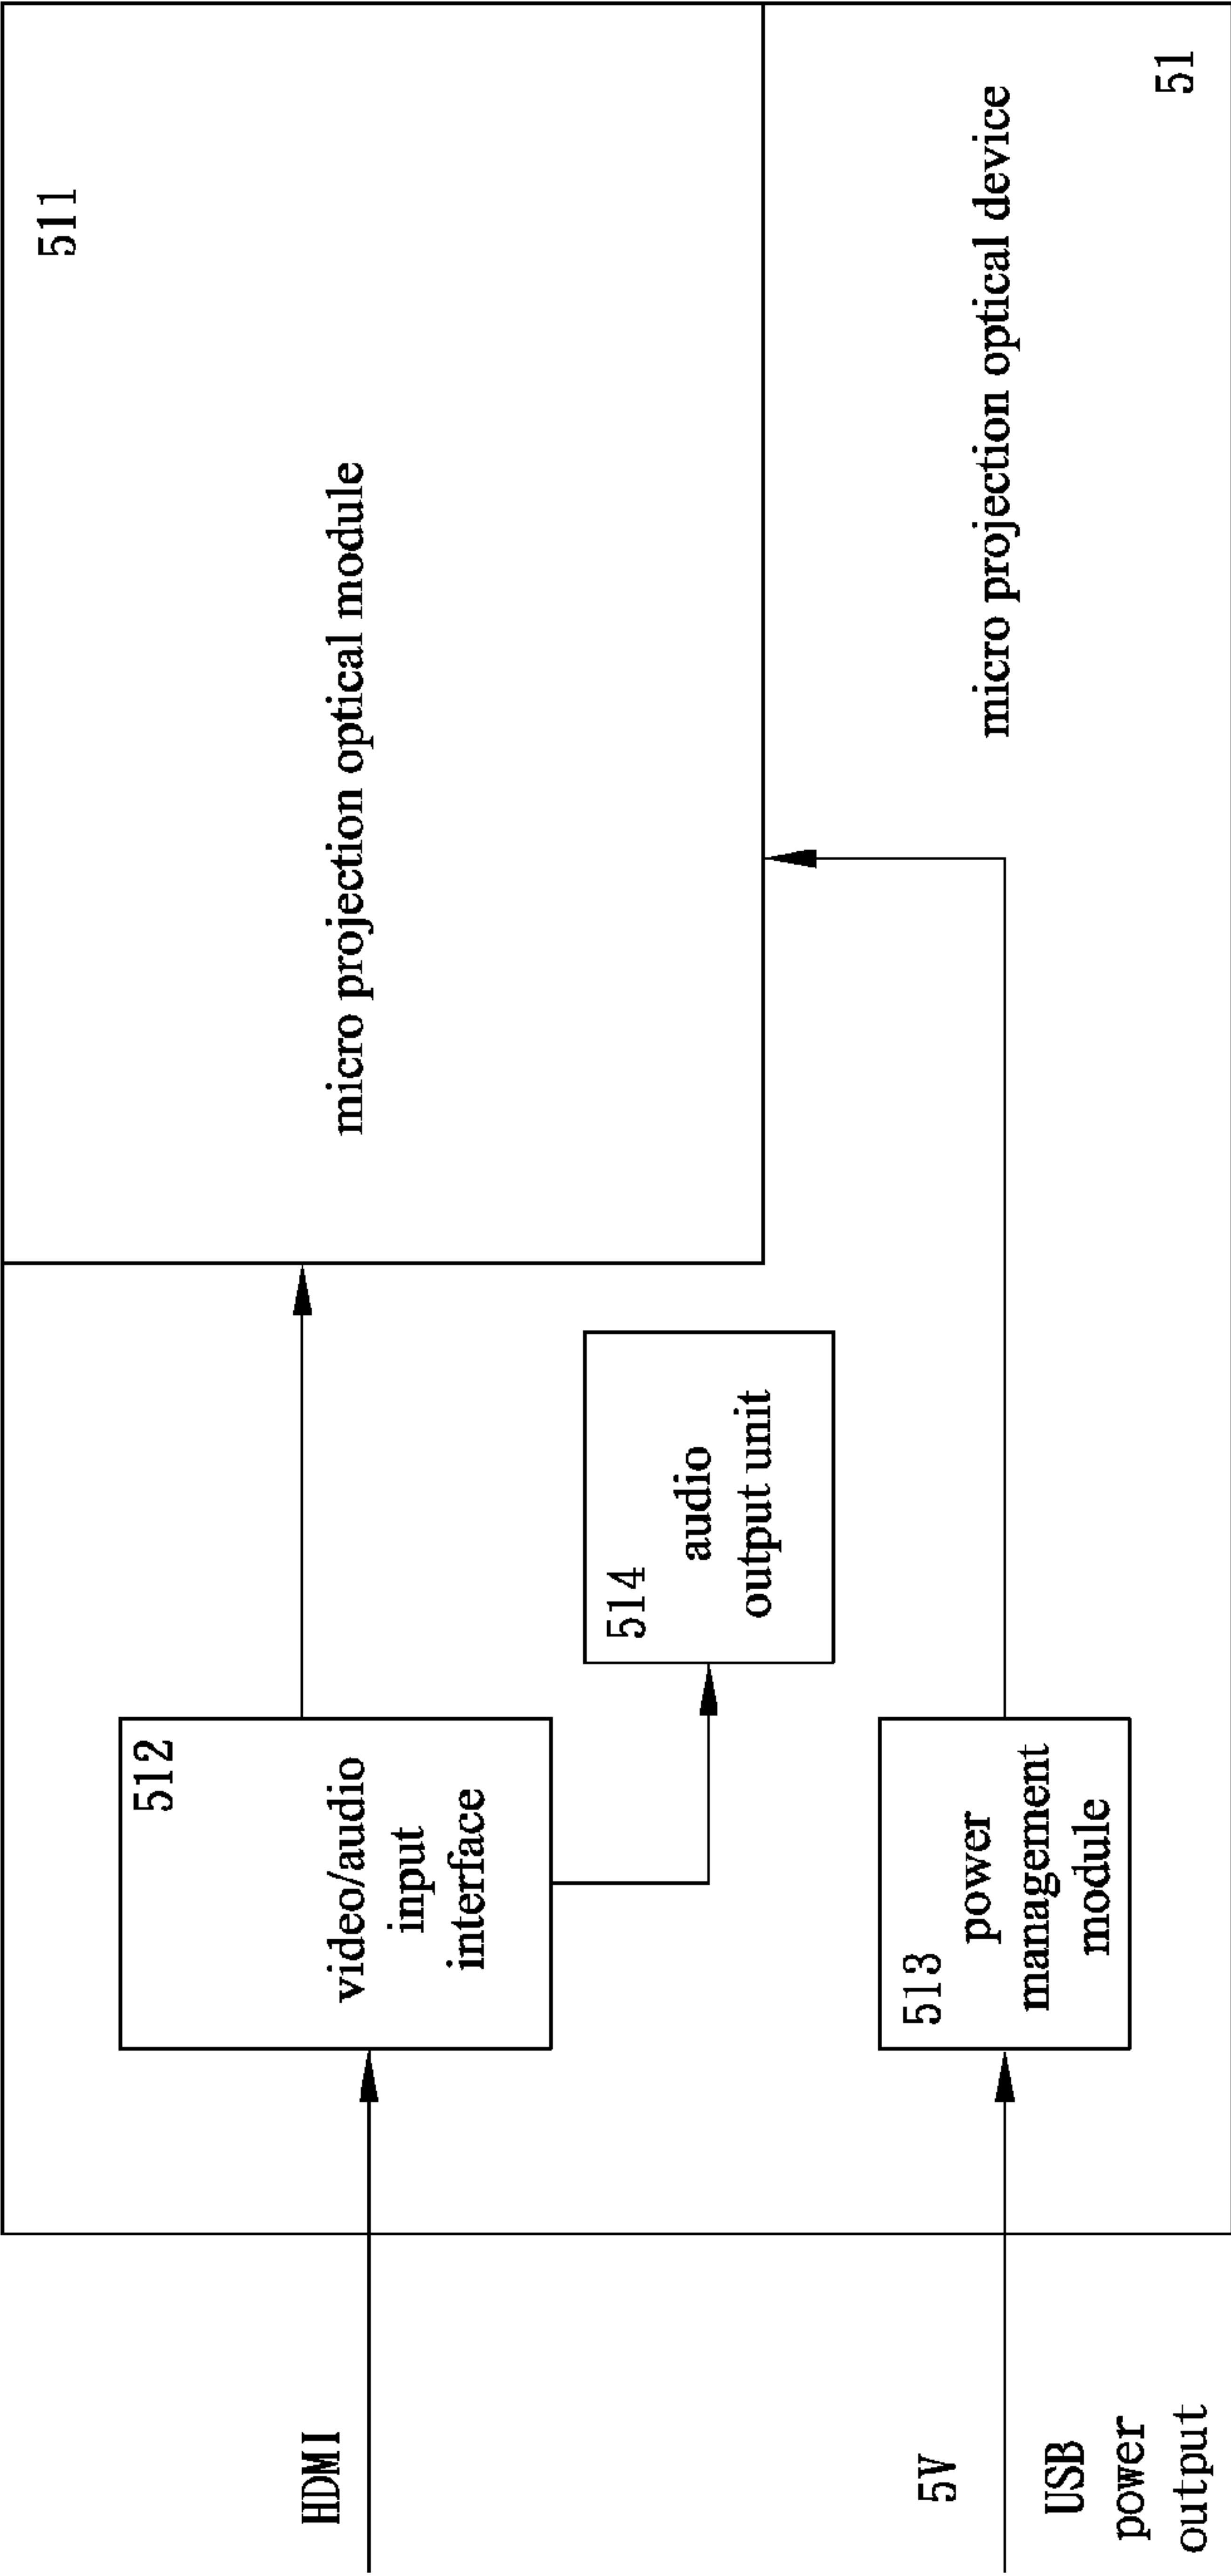 511
micro projection optical module
512
video/audio
input
interface
HDMI
514
audio
output unit
513
power
management
module
5V
USB
power
output
micro projection optical device
51